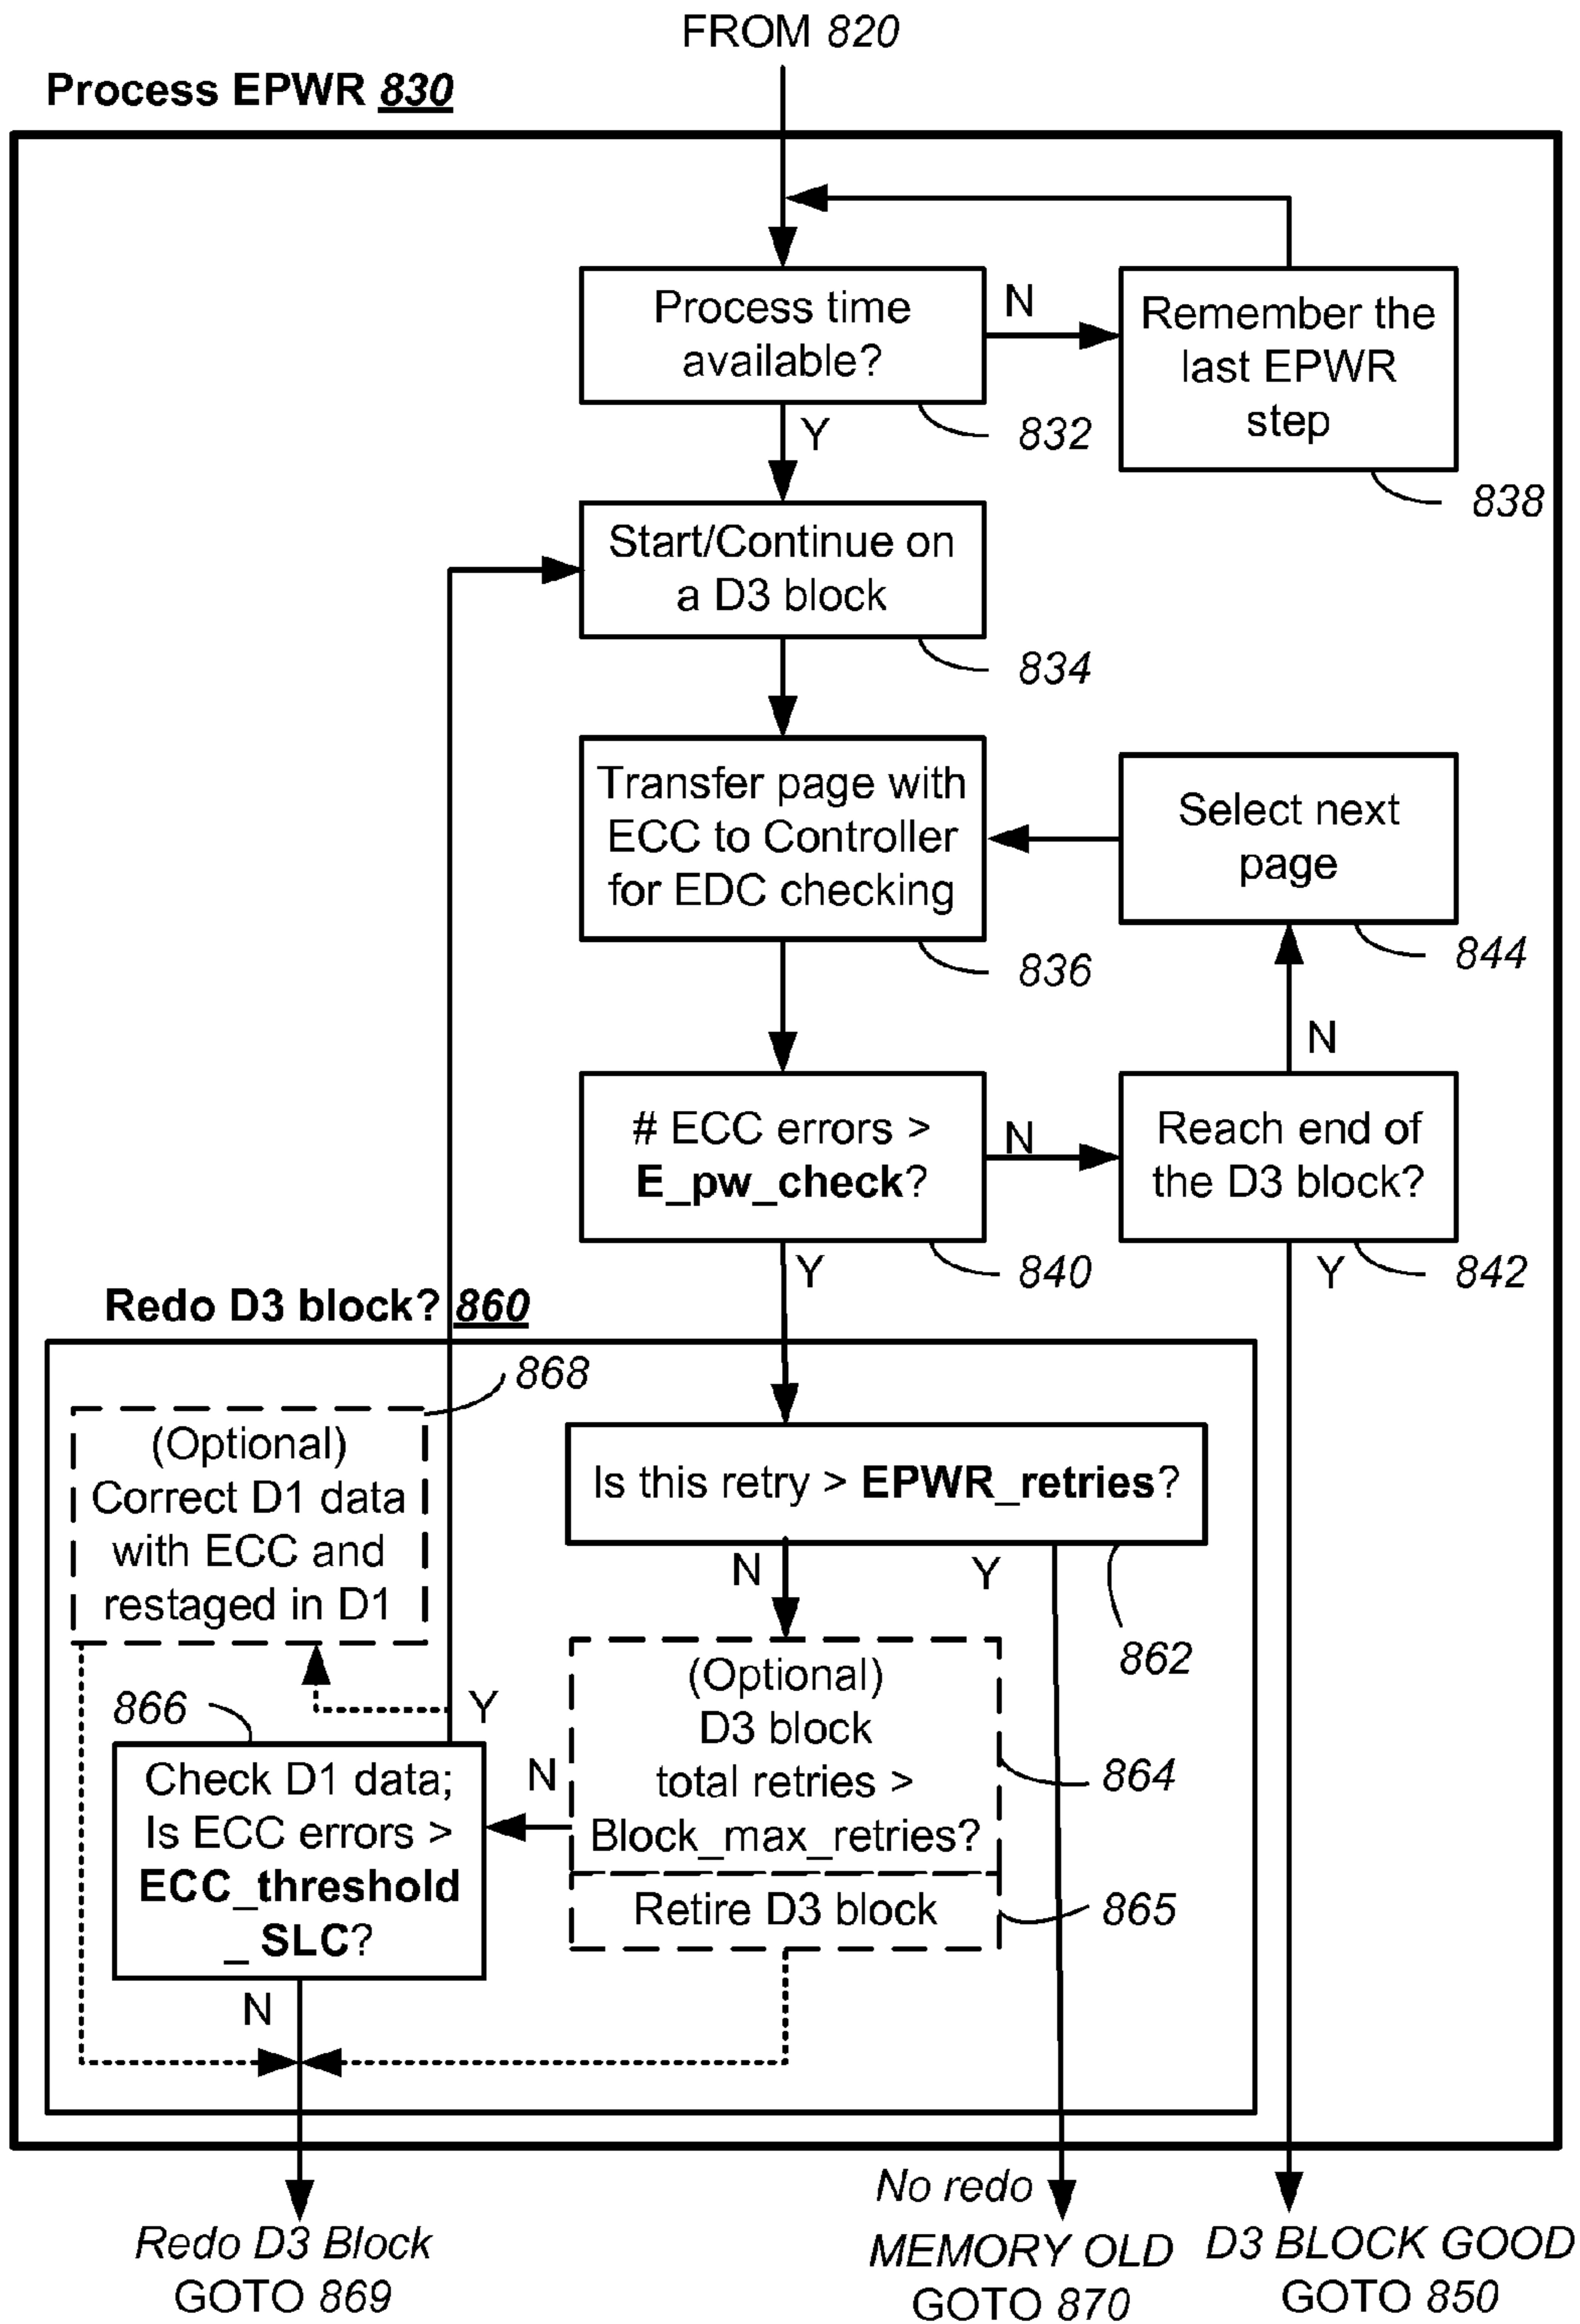 FROM 820
Process EPWR 830
Process time
available?
N
Remember the
last EPWR
step
832
Y
838
Start/Continue on
a D3 block
834
Transfer page with
ECC to Controller
for EDC checking
Select next
page
836
844
N
# ECC errors >
E_pw_check?
N
Reach end of
the D3 block?
Y
840
Y
842
Redo D3 block? 860
868
(Optional)
Correct D1 data
with ECC and
restaged in D1
Is this retry > EPWR_retries?
N
Y
862
(Optional)
D3 block
total retries >
Block_max_retries?
864
Retire D3 block
865
866
Y
N
Check D1 data;
Is ECC errors >
ECC_threshold
_ SLC?
N
Redo D3 Block
GOTO 869
No redo
MEMORY OLD
GOTO 870
D3 BLOCK GOOD
GOTO 850